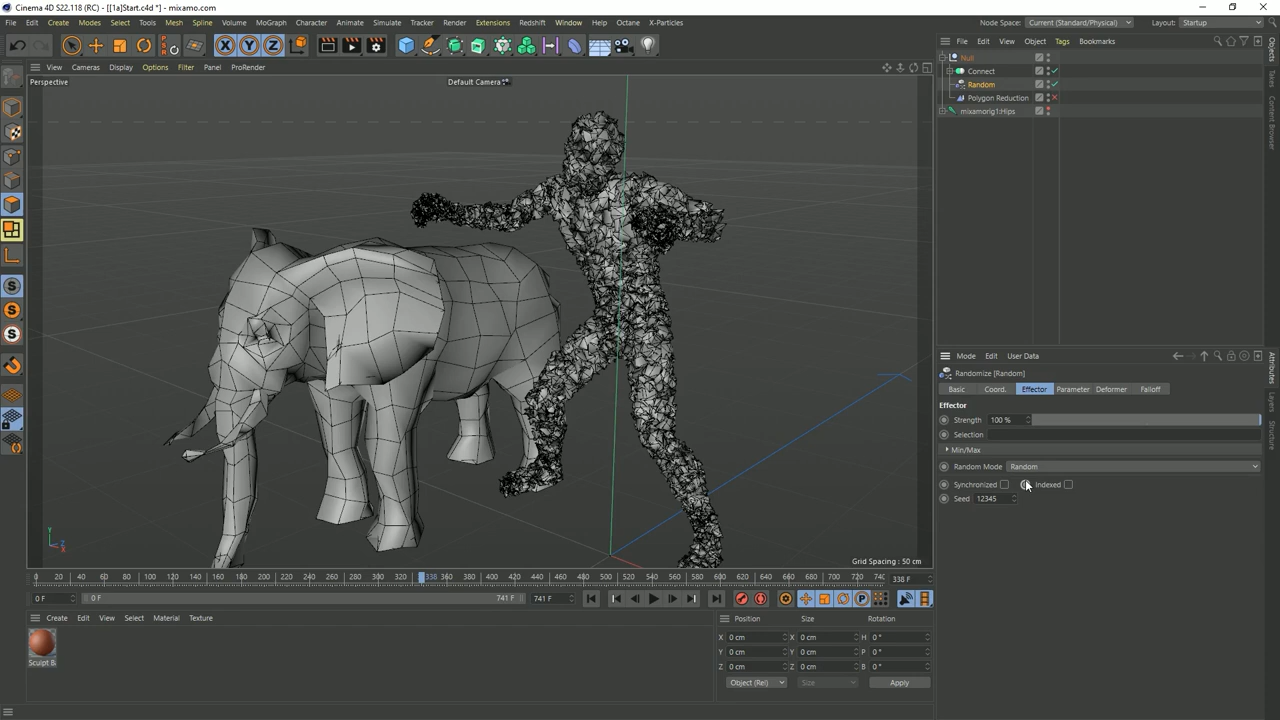 Cinema 4D S22.118 (RC) - [[1a]Start.c4d *] - mixamo.com
File Edit Create Modes Select Tools Mesh Spline Volume MoGraph Character Animate Simulate Tracker Render Extensions Redshift Window Help Octane X-Particles
Node Space: Current (Standard/Physical) Layout: Startup
View Cameras Display Options Filter Panel ProRender
Perspective
Default Camera
Grid Spacing : 50 cm
File Edit View Object Tags Bookmarks
Null
Connect
Random
Polygon Reduction
mixamorig1:Hips
Objects
Takes
Content Browser
Mode Edit User Data
Randomize [Random]
Basic Coord. Effector Parameter Deformer Falloff
Effector
Strength 100 %
Selection
Min/Max
Random Mode Random
Synchronized Indexed
Seed 12345
Attributes
Layers
Structure
0 20 40 60 80 100 120 140 160 180 200 220 240 260 280 300 320 338 360 380 400 420 440 460 480 500 520 540 560 580 600 620 640 660 680 700 720 740 338 F
0 F 0 F 741 F 741 F
Create Edit View Select Material Texture
Sculpt B
Position Size Rotation
X 0 cm X 0 cm H 0 °
Y 0 cm Y 0 cm P 0 °
Z 0 cm Z 0 cm B 0 °
Object (Rel) Size Apply